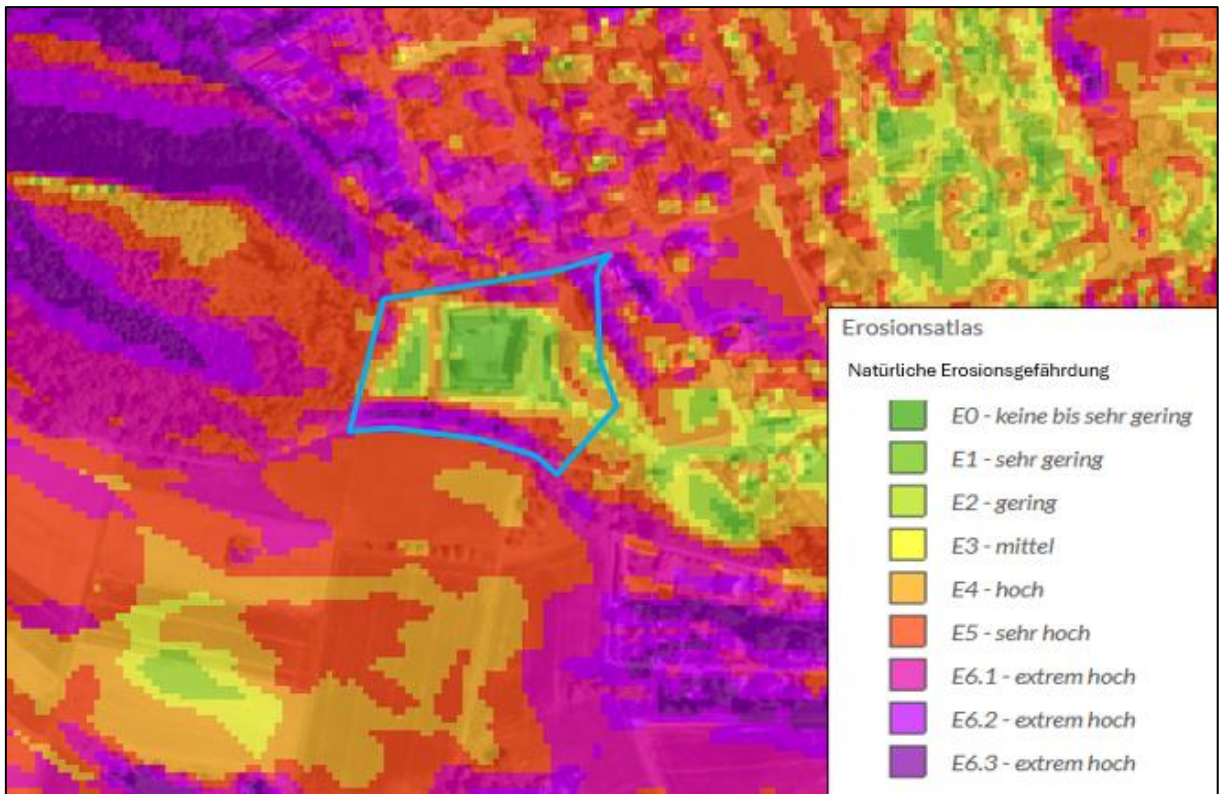 Erosionsatlas
Natürliche Erosionsgefährdung
E0 - keine bis sehr gering
E1 - sehr gering
E2 - gering
E3 - mittel
E4 - hoch
E5 - sehr hoch
E6.1 - extrem hoch
E6.2 - extrem hoch
E6.3 - extrem hoch